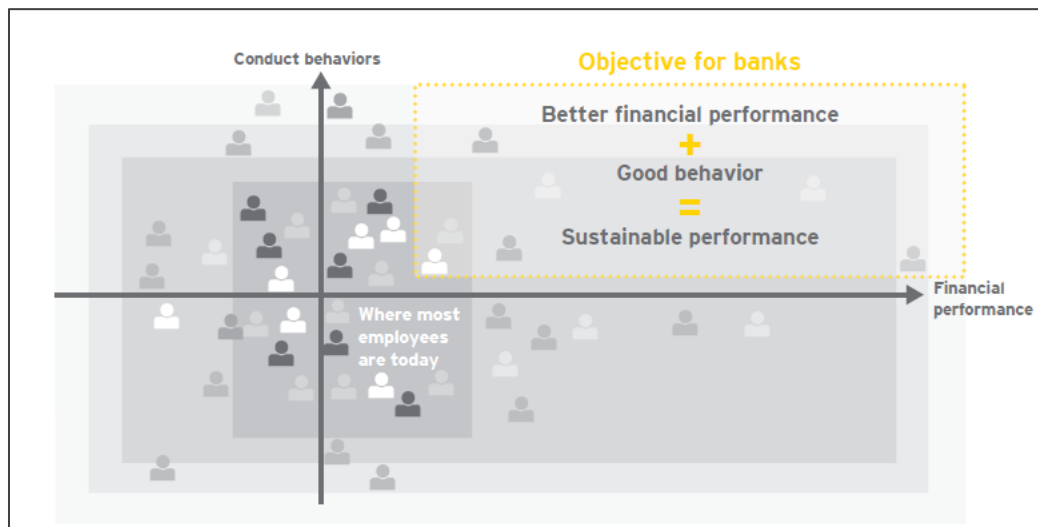 Conduct behaviors
Objective for banks
Better financial performance
+
Good behavior
=
Sustainable performance
Financial
performance
Where most
employees
are today